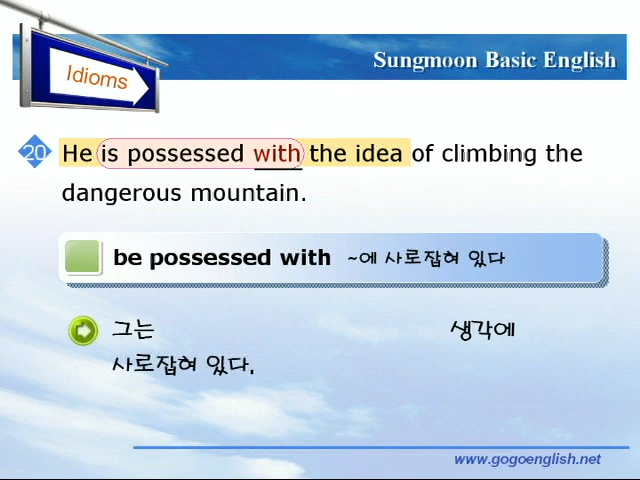 Idioms
Sungmoon Basic English
20 He is possessed with the idea of climbing the
dangerous mountain.
be possessed with ~에 사로잡혀 있다
그는 생각에
사로잡혀 있다.
www.gogoenglish.net